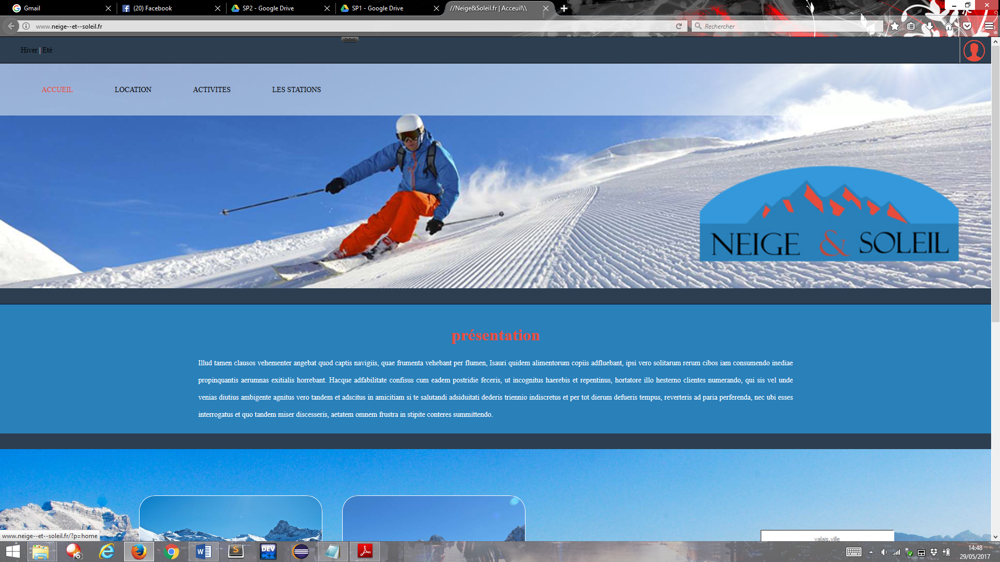 Gmail
(20) Facebook
SP2 - Google Drive
SP1 - Google Drive
//Neige&Soleil.fr | Acceuil\\
www.neige--et--soleil.fr
Rechercher
Hiver | Eté
ACCUEIL
LOCATION
ACTIVITES
LES STATIONS
NEIGE & SOLEIL
présentation
Illud tamen clausos vehementer angebat quod captis navigiis, quae frumenta vehebant per flumen, Isauri quidem alimentorum copiis adfluebant, ipsi vero solitarum rerum cibos iam consumendo inediae
propinquantis aerumnas exitialis horrebant. Hacque adfabilitate confisus cum eadem postridie feceris, ut incognitus haerebis et repentinus, hortatore illo hesterno clientes numerando, qui sis vel unde
venias diutius ambigente agnitus vero tandem et adscitus in amicitiam si te salutandi adsiduitati dederis triennio indiscretus et per tot dierum defueris tempus, reverteris ad paria perferenda, nec ubi esses
interrogatus et quo tandem miser discesseris, aetatem omnem frustra in stipite conteres summittendo.
valais,ville
www.neige--et--soleil.fr/?p=home
W
S
DEV
C++
14:48
29/05/2017